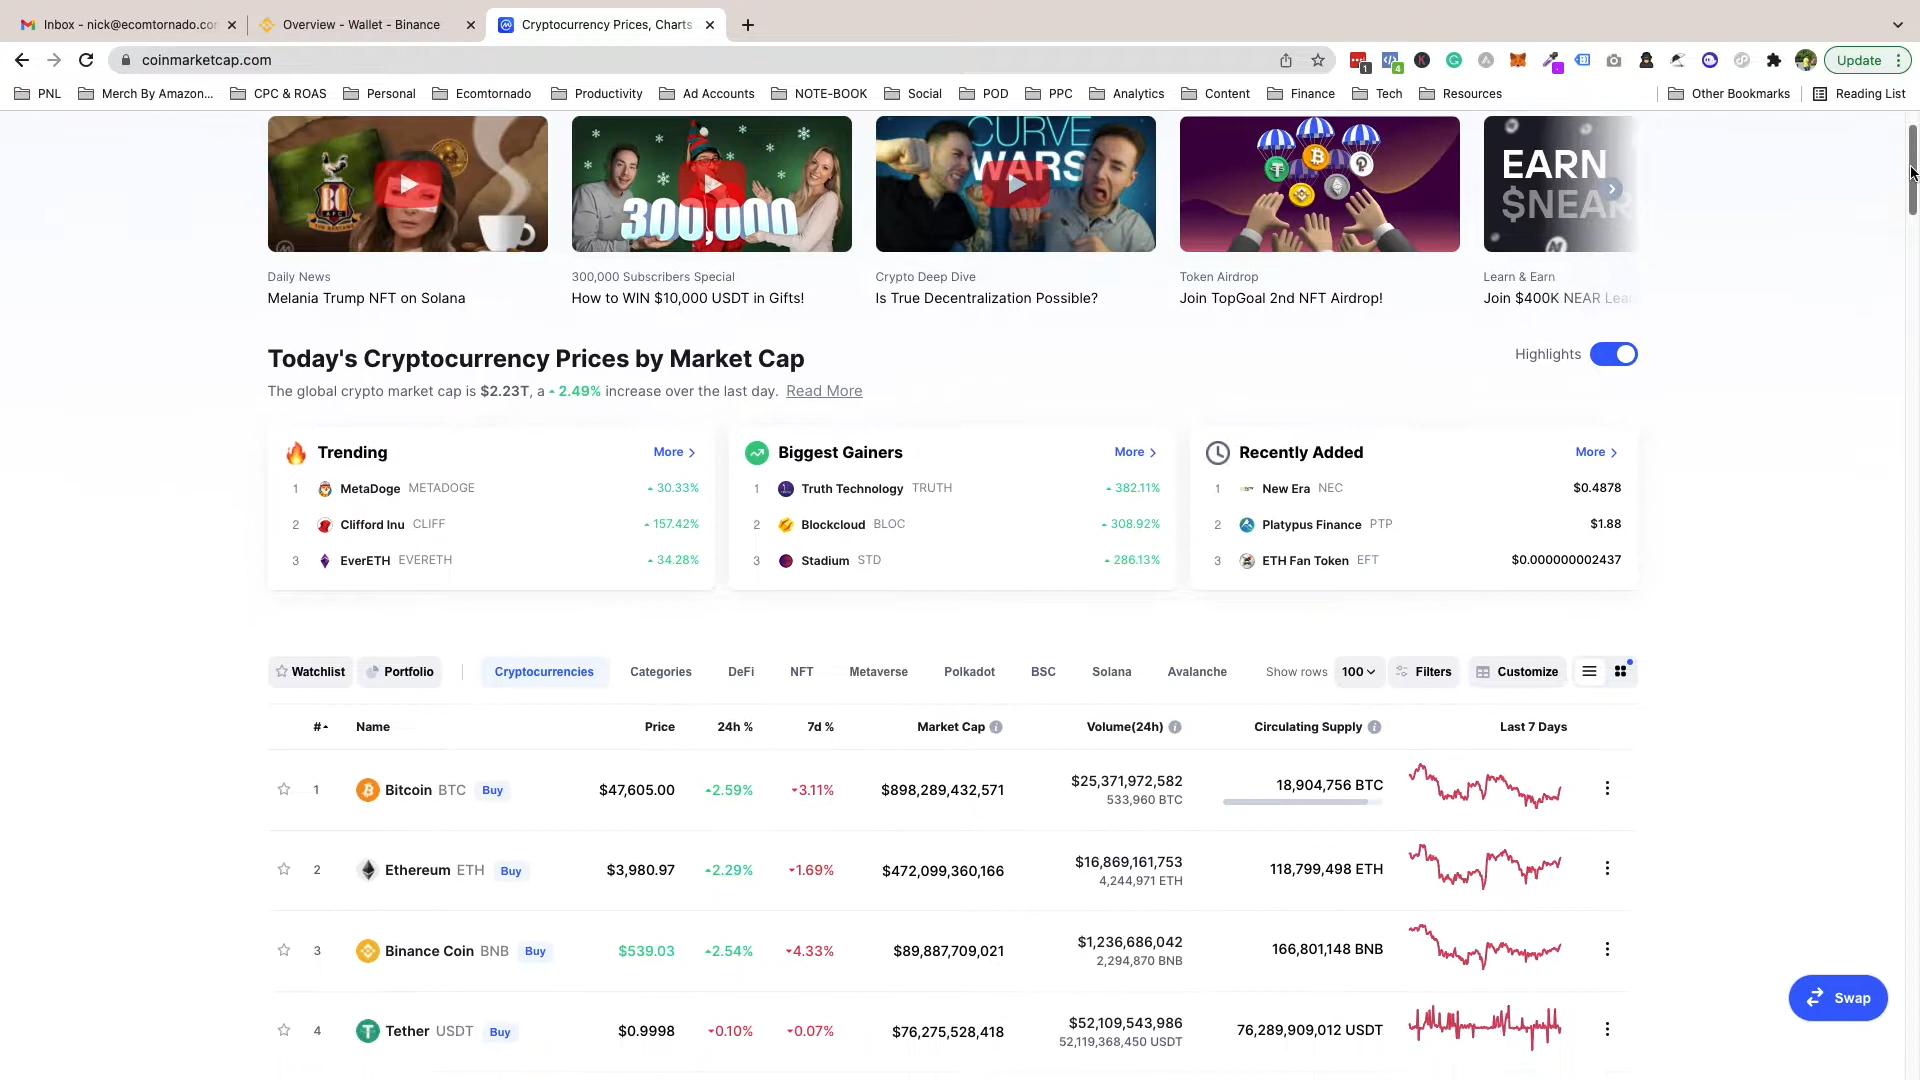 Inbox - nick@ecomtornado.co
Overview - Wallet - Binance
Cryptocurrency Prices, Charts
coinmarketcap.com
1
4
Update
PNL
Merch By Amazon...
CPC & ROAS
Personal
Ecomtornado
Productivity
Ad Accounts
NOTE-BOOK
Social
POD
PPC
Analytics
Content
Finance
Tech
Resources
Other Bookmarks
Reading List
300,000
CURVE
WARS
EARN
$NEAR
Daily News
Melania Trump NFT on Solana
300,000 Subscribers Special
How to WIN $10,000 USDT in Gifts!
Crypto Deep Dive
Is True Decentralization Possible?
Token Airdrop
Join TopGoal 2nd NFT Airdrop!
Learn & Earn
Join $400K NEAR Lea
Today's Cryptocurrency Prices by Market Cap
Highlights
The global crypto market cap is $2.23T, a 2.49% increase over the last day. Read More
Trending
More
1 MetaDoge METADOGE 30.33%
2 Clifford Inu CLIFF 157.42%
3 EverETH EVERETH 34.28%
Biggest Gainers
More
1 Truth Technology TRUTH 382.11%
2 Blockcloud BLOC 308.92%
3 Stadium STD 286.13%
Recently Added
More
1 New Era NEC $0.4878
2 Platypus Finance PTP $1.88
3 ETH Fan Token EFT $0.000000002437
Watchlist Portfolio Cryptocurrencies Categories DeFi NFT Metaverse Polkadot BSC Solana Avalanche Show rows 100 Filters Customize
# Name Price 24h % 7d % Market Cap Volume(24h) Circulating Supply Last 7 Days
1 Bitcoin BTC Buy $47,605.00 2.59% 3.11% $898,289,432,571 $25,371,972,582 18,904,756 BTC
533,960 BTC
2 Ethereum ETH Buy $3,980.97 2.29% 1.69% $472,099,360,166 $16,869,161,753 118,799,498 ETH
4,244,971 ETH
3 Binance Coin BNB Buy $539.03 2.54% 4.33% $89,887,709,021 $1,236,686,042 166,801,148 BNB
2,294,870 BNB
4 Tether USDT Buy $0.9998 0.10% 0.07% $76,275,528,418 $52,109,543,986 76,289,909,012 USDT
52,119,368,450 USDT
Swap